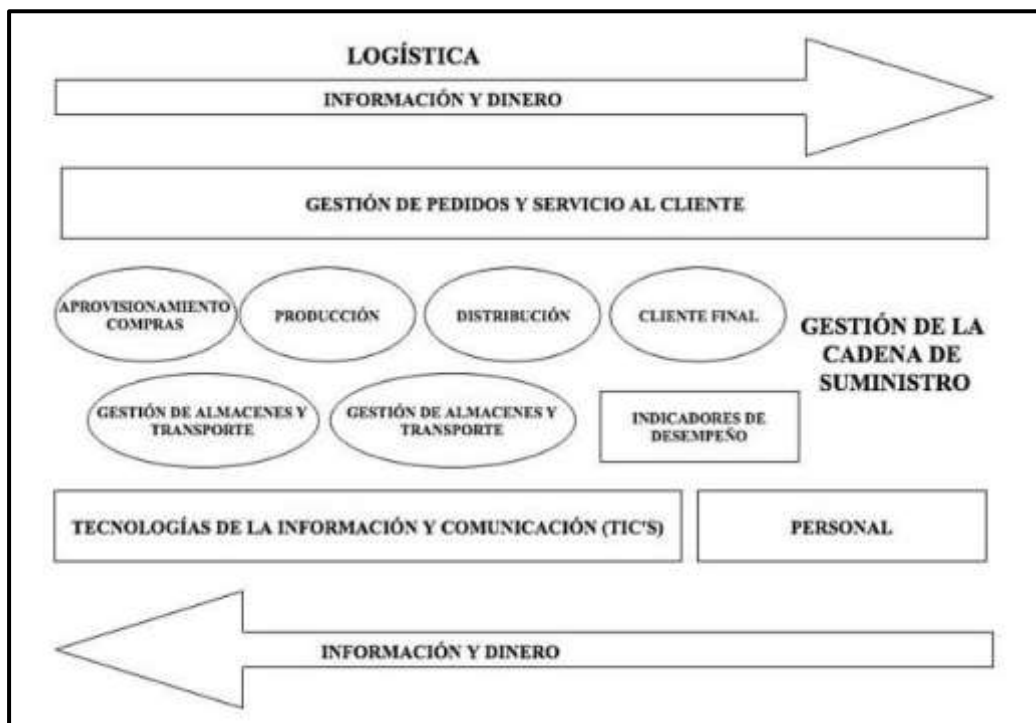 LOGÍSTICA
INFORMACIÓN Y DINERO
GESTIÓN DE PEDIDOS Y SERVICIO AL CLIENTE
APROVISIONAMIENTO
COMPRAS
PRODUCCIÓN
DISTRIBUCIÓN
CLIENTE FINAL
GESTIÓN DE LA
CADENA DE
SUMINISTRO
GESTIÓN DE ALMACENES Y
TRANSPORTE
GESTIÓN DE ALMACENES Y
TRANSPORTE
INDICADORES DE
DESEMPEÑO
TECNOLOGÍAS DE LA INFORMACIÓN Y COMUNICACIÓN (TIC'S)
PERSONAL
INFORMACIÓN Y DINERO